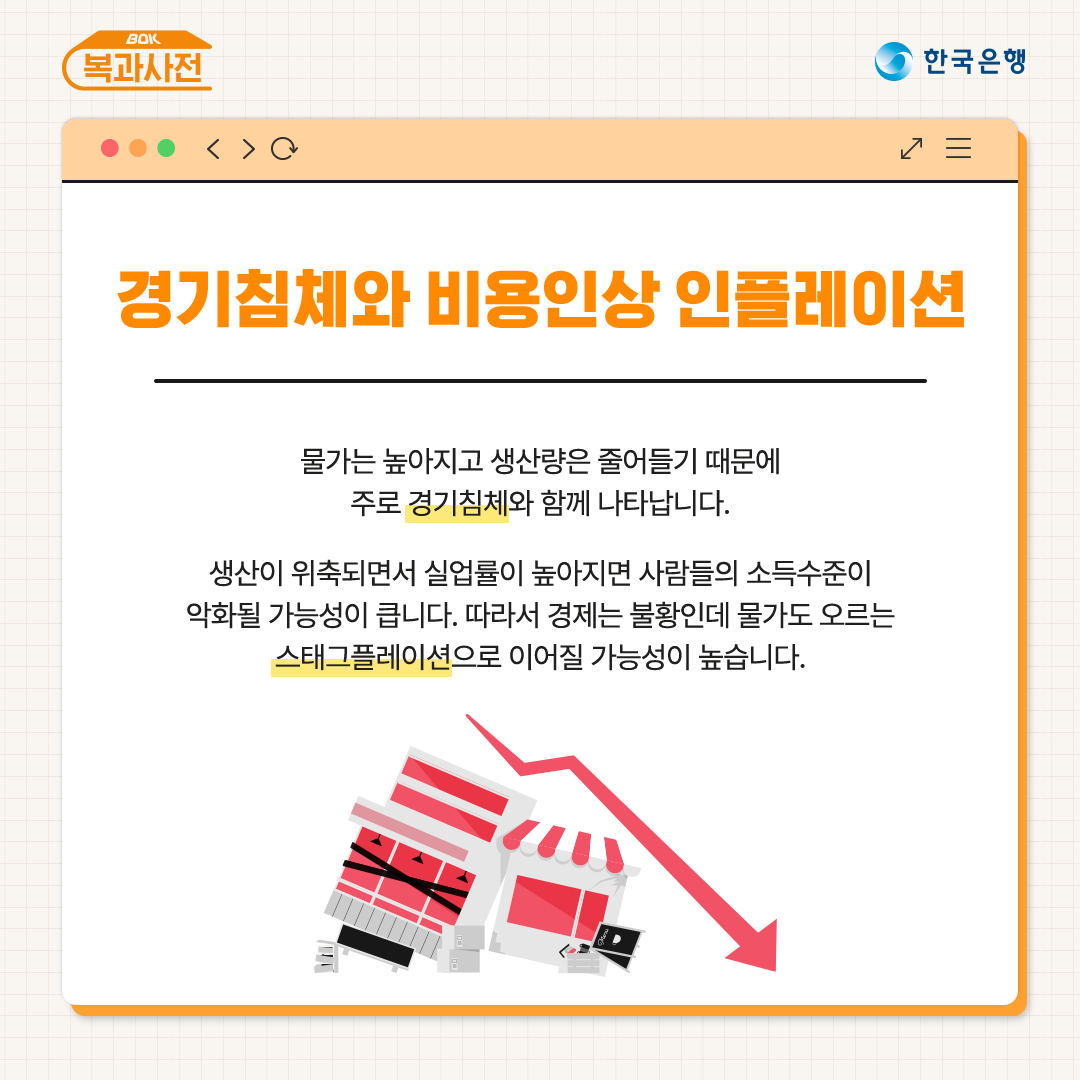 BOK
복과사전
한국은행
경기침체와 비용인상 인플레이션
물가는 높아지고 생산량은 줄어들기 때문에
주로 경기침체와 함께 나타납니다.
생산이 위축되면서 실업률이 높아지면 사람들의 소득수준이
악화될 가능성이 큽니다. 따라서 경제는 불황인데 물가도 오르는
스태그플레이션으로 이어질 가능성이 높습니다.
Menu